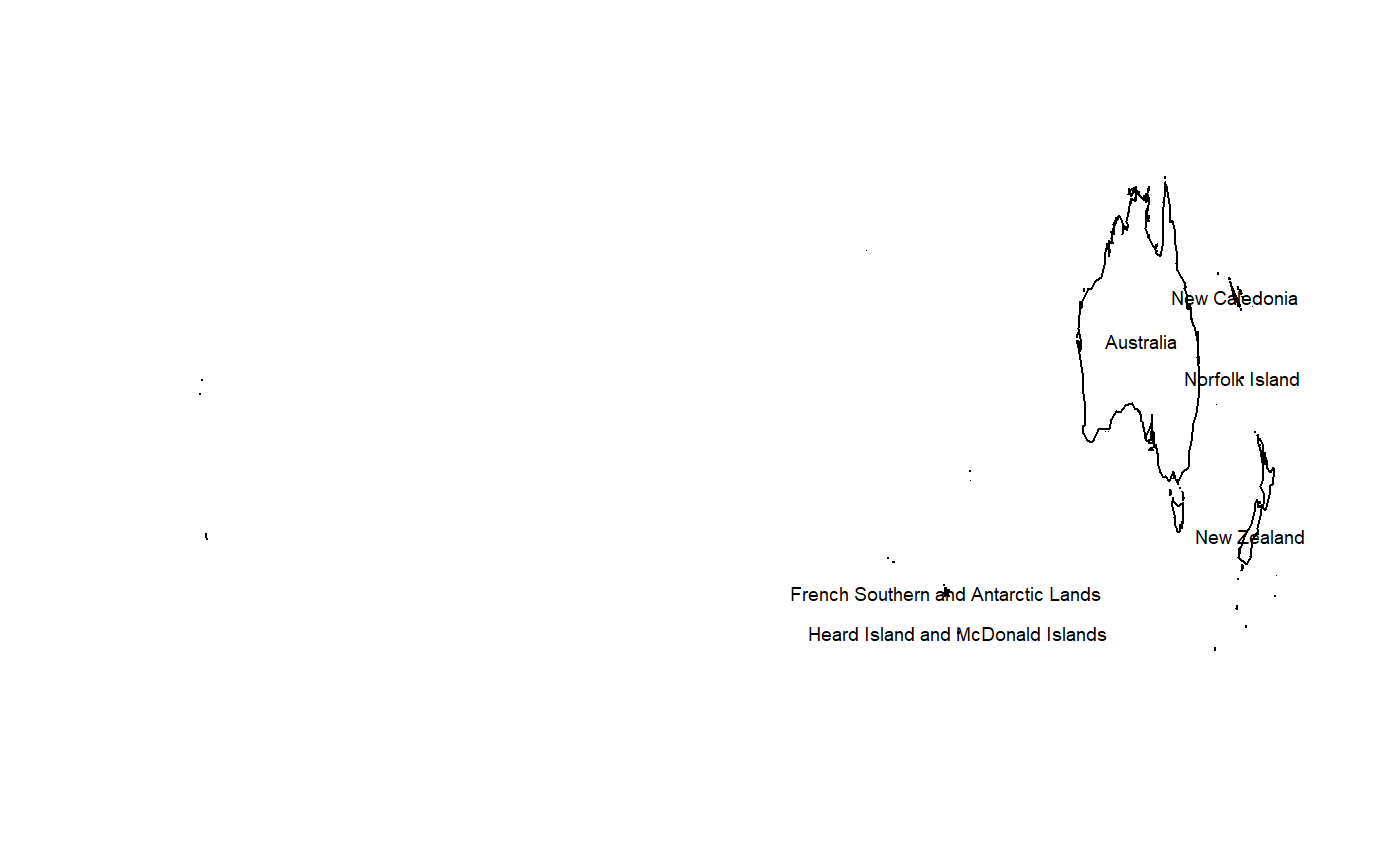 New Caledonia
Australia
Norfolk Island
New Zealand
French Southern and Antarctic Lands
Heard Island and McDonald Islands